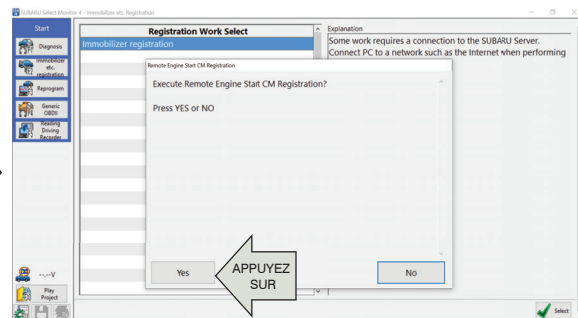 SUBARU Select Monitor 4 - Immobilizer etc. Registration
Start
Diagnosis
Immobilizer
etc.
registration
Reprogram
Generic
OBDII
Reading
Driving
Recorder
--.--V
Play
Project
Registration Work Select
Immobilizer registration
Explanation
Some work requires a connection to the SUBARU Server.
Connect PC to a network such as the Internet when performing
Remote Engine Start CM Registration
Execute Remote Engine Start CM Registration?
Press YES or NO
Yes
APPUYEZ
SUR
No
Select